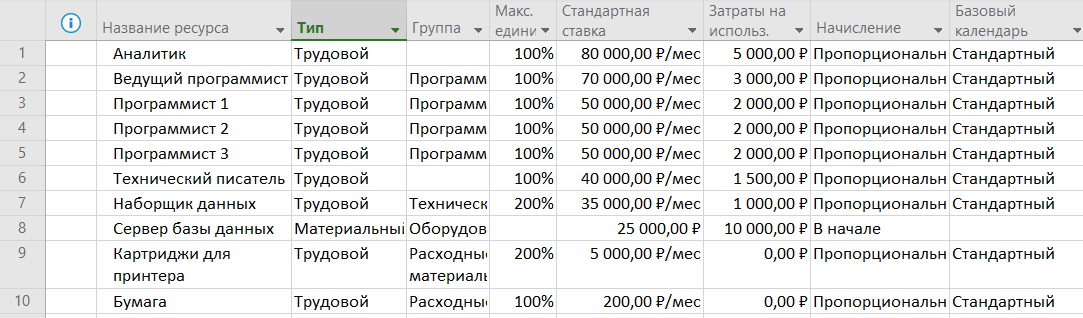 Название ресурса Тип Группа Макс. едини Стандартная ставка Затраты на использ. Начисление Базовый календарь
1 Аналитик Трудовой 100% 80 000,00 ₽/мес 5 000,00 ₽ Пропорциональн Стандартный
2 Ведущий программист Трудовой Программ 100% 70 000,00 ₽/мес 3 000,00 ₽ Пропорциональн Стандартный
3 Программист 1 Трудовой Программ 100% 50 000,00 ₽/мес 2 000,00 ₽ Пропорциональн Стандартный
4 Программист 2 Трудовой Программ 100% 50 000,00 ₽/мес 2 000,00 ₽ Пропорциональн Стандартный
5 Программист 3 Трудовой Программ 100% 50 000,00 ₽/мес 2 000,00 ₽ Пропорциональн Стандартный
6 Технический писатель Трудовой 100% 40 000,00 ₽/мес 1 500,00 ₽ Пропорциональн Стандартный
7 Наборщик данных Трудовой Техническ 200% 35 000,00 ₽/мес 1 000,00 ₽ Пропорциональн Стандартный
8 Сервер базы данных Материальный Оборудов 25 000,00 ₽ 10 000,00 ₽ В начале
9 Картриджи для Трудовой Расходные 200% 5 000,00 ₽/мес 0,00 ₽ Пропорциональн Стандартный
принтера материаль
10 Бумага Трудовой Расходные 100% 200,00 ₽/мес 0,00 ₽ Пропорциональн Стандартный